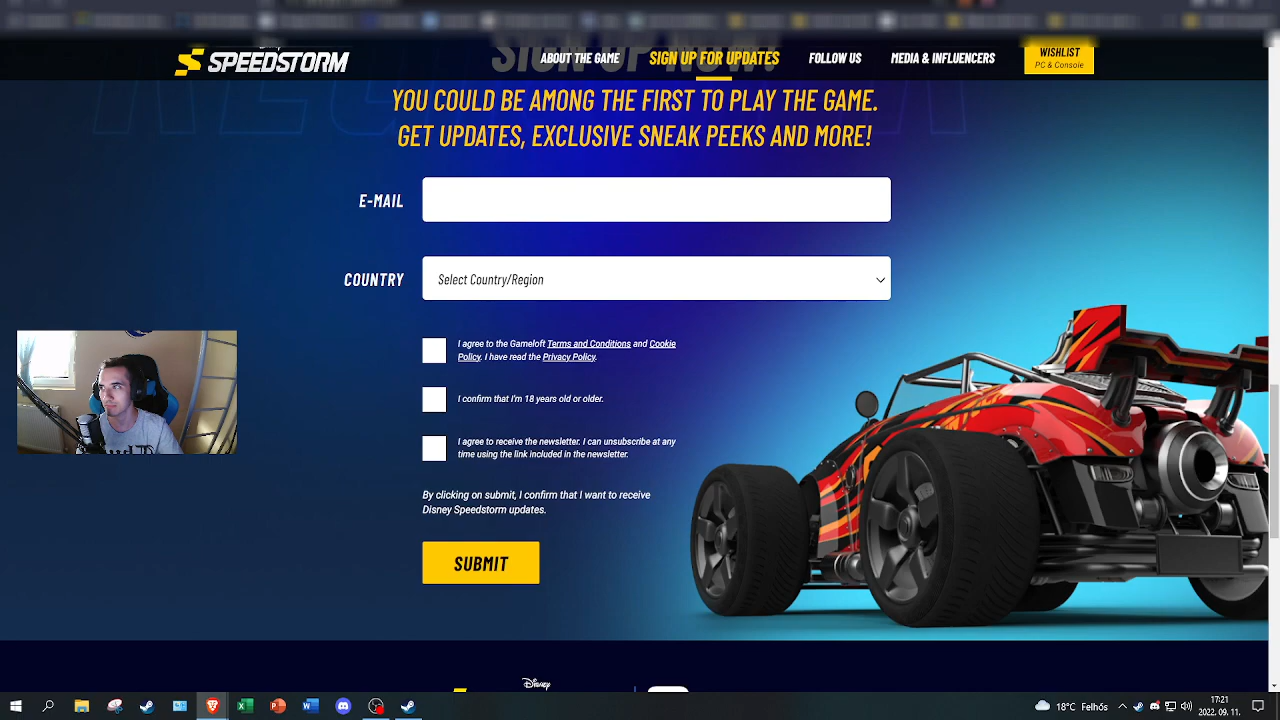 SIGN UP NOW!
Disney
SPEEDSTORM
ABOUT THE GAME
SIGN UP FOR UPDATES
FOLLOW US
MEDIA & INFLUENCERS
WISHLIST
PC & Console
YOU COULD BE AMONG THE FIRST TO PLAY THE GAME.
GET UPDATES, EXCLUSIVE SNEAK PEEKS AND MORE!
E-MAIL
COUNTRY
Select Country/Region
I agree to the Gameloft Terms and Conditions and Cookie
Policy. I have read the Privacy Policy.
I confirm that I'm 18 years old or older.
I agree to receive the newsletter. I can unsubscribe at any
time using the link included in the newsletter.
By clicking on submit, I confirm that I want to receive
Disney Speedstorm updates.
SUBMIT
Disney
18°C Felhős
17:21
2022. 09. 11.